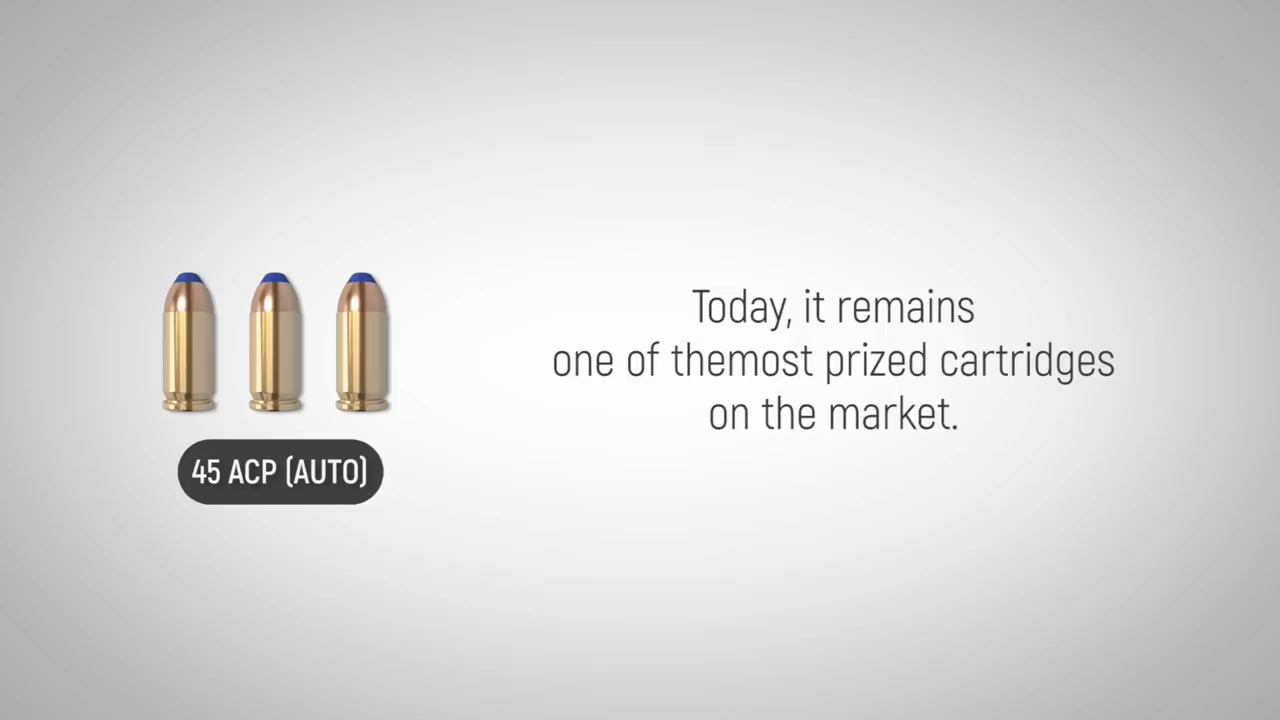 45 ACP (AUTO)
Today, it remains
one of themost prized cartridges
on the market.